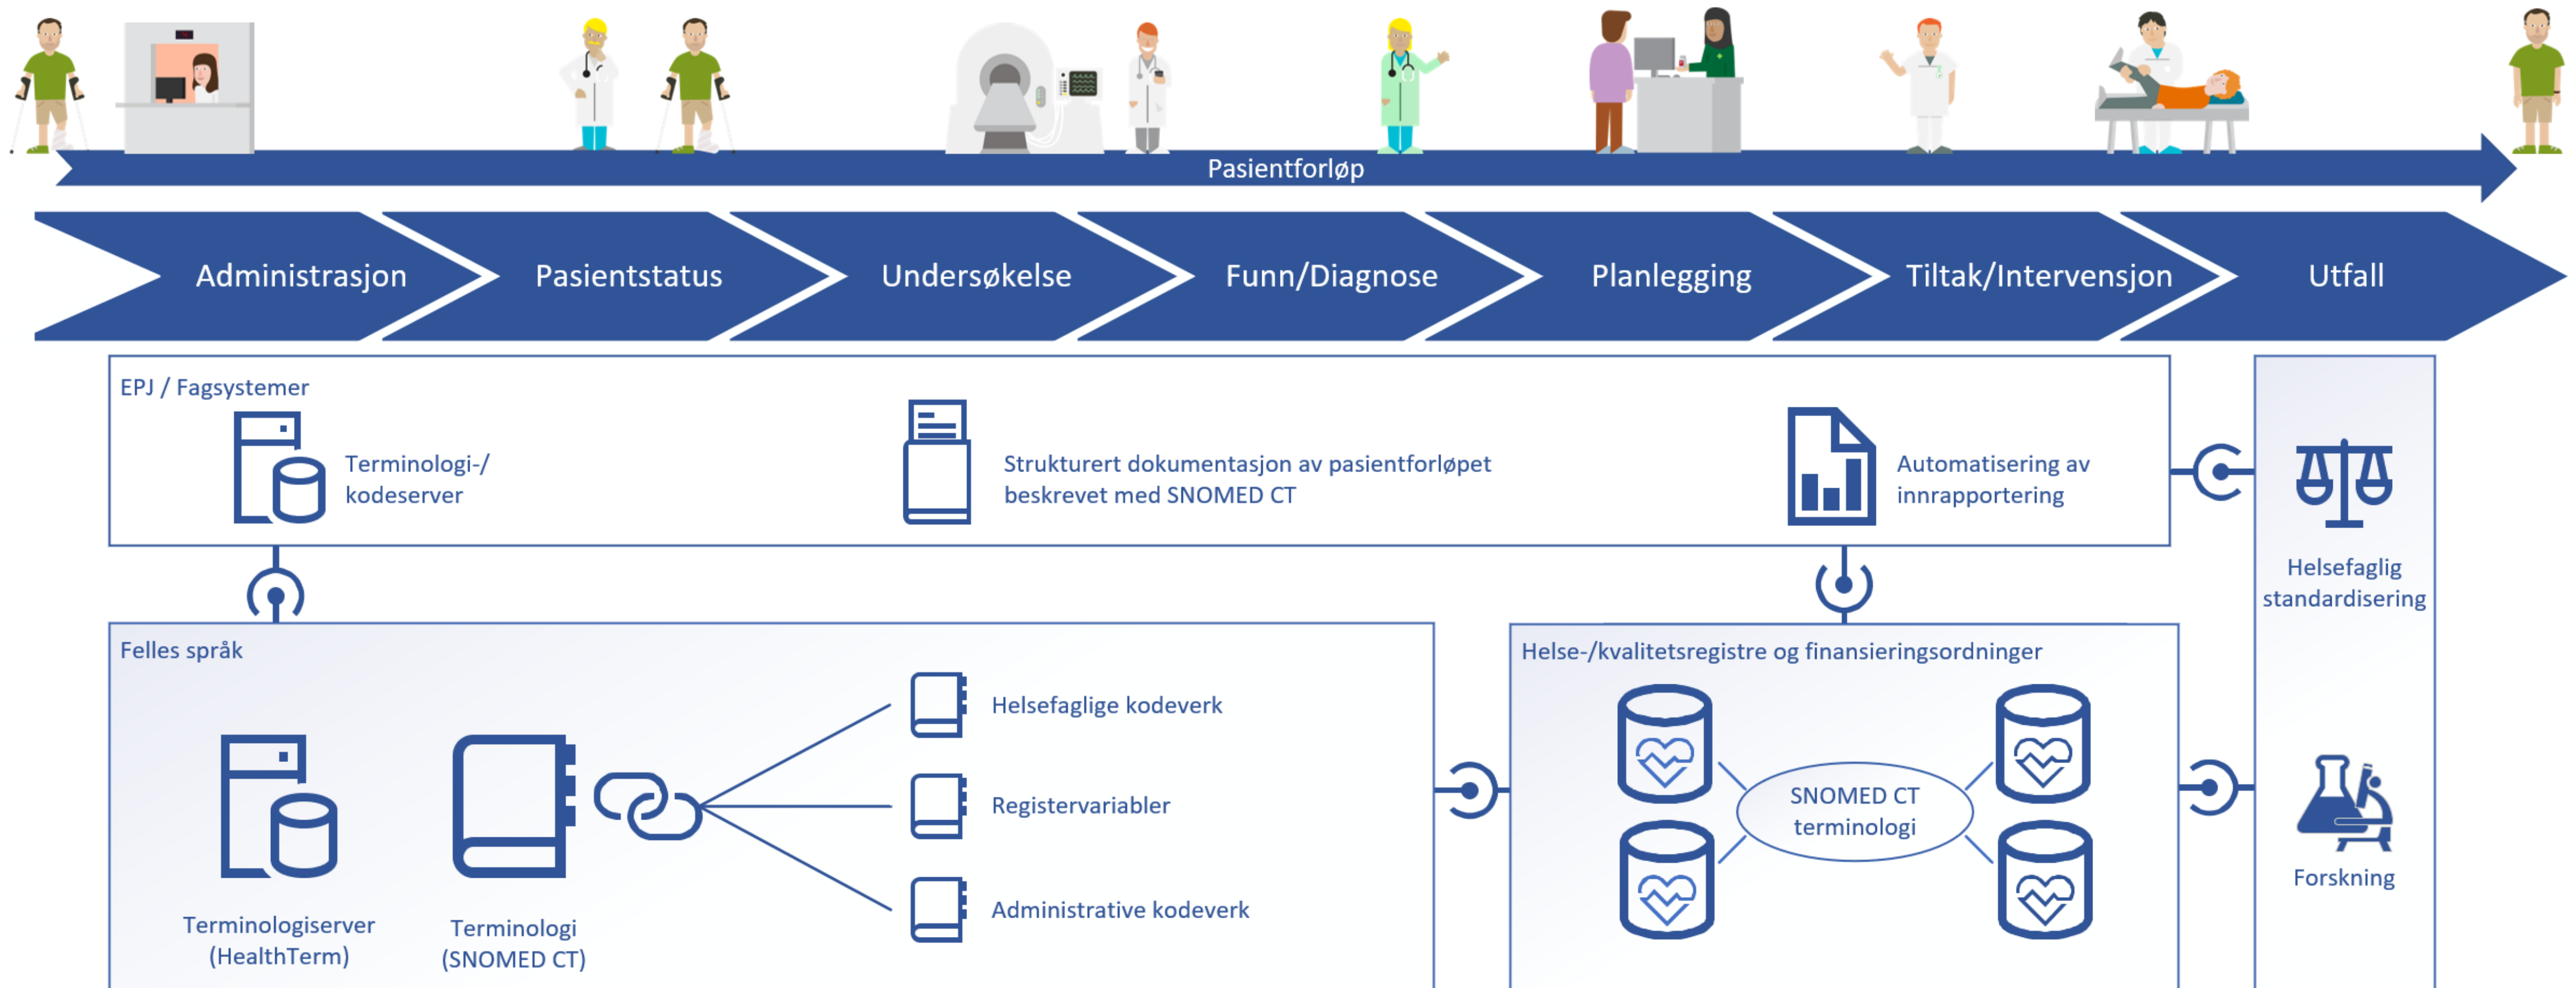 Pasientforløp
Administrasjon
Pasientstatus
Undersøkelse
Funn/Diagnose
Planlegging
Tiltak/Intervensjon
Utfall
EPJ / Fagsystemer
Terminologi-/
kodeserver
Strukturert dokumentasjon av pasientforløpet
beskrevet med SNOMED CT
Automatisering av
innrapportering
Helsefaglig
standardisering
Felles språk
Terminologiserver
(HealthTerm)
Terminologi
(SNOMED CT)
Helsefaglige kodeverk
Registervariabler
Administrative kodeverk
Helse-/kvalitetsregistre og finansieringsordninger
SNOMED CT
terminologi
Forskning